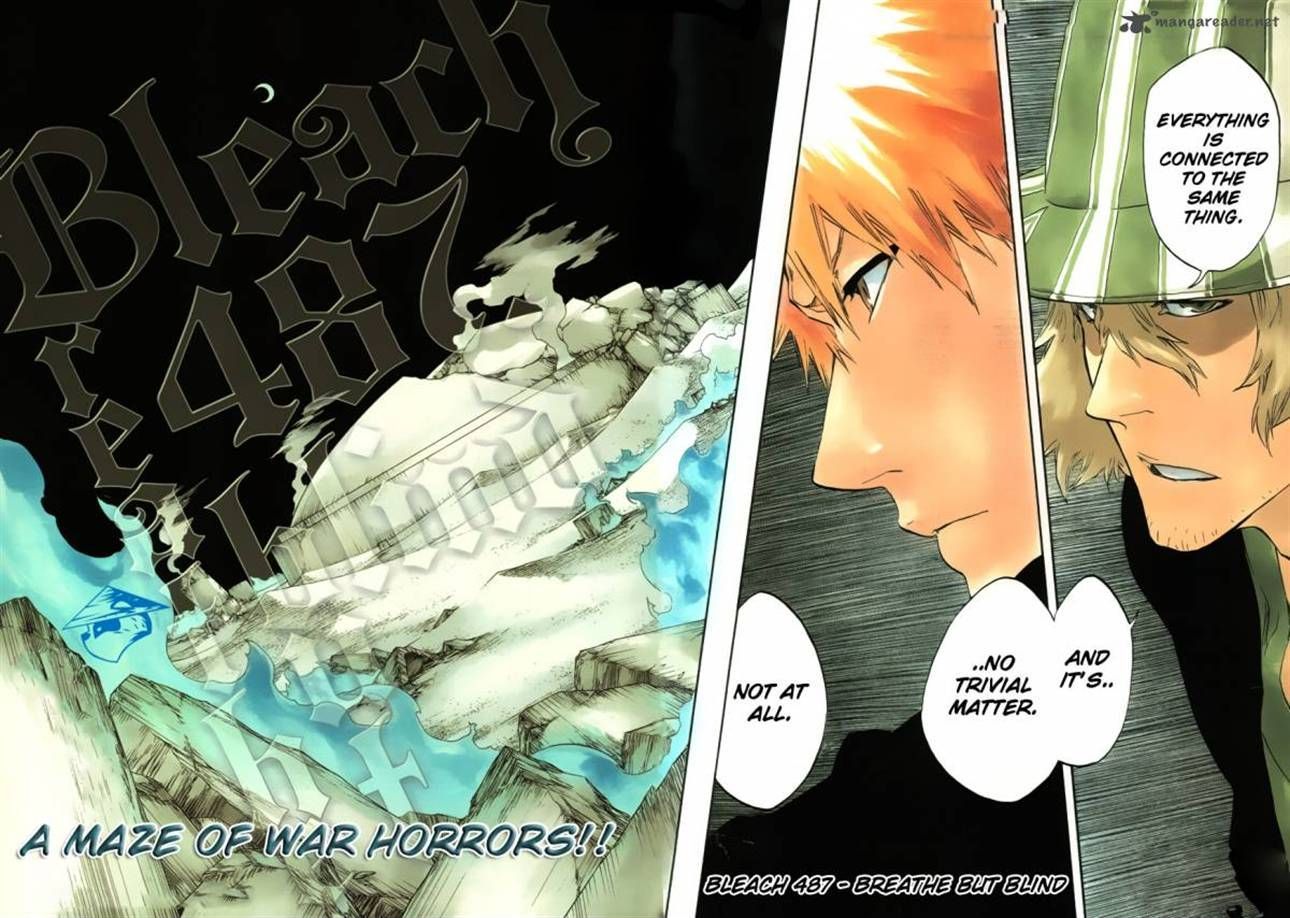 mangareader.net
EVERYTHING
IS
CONNECTED
TO THE
SAME
THING.
AND
IT'S..
..NO
TRIVIAL
MATTER.
NOT AT
ALL.
Bleach
487
A MAZE OF WAR HORRORS!!
BLEACH 487 - BREATHE BUT BLIND